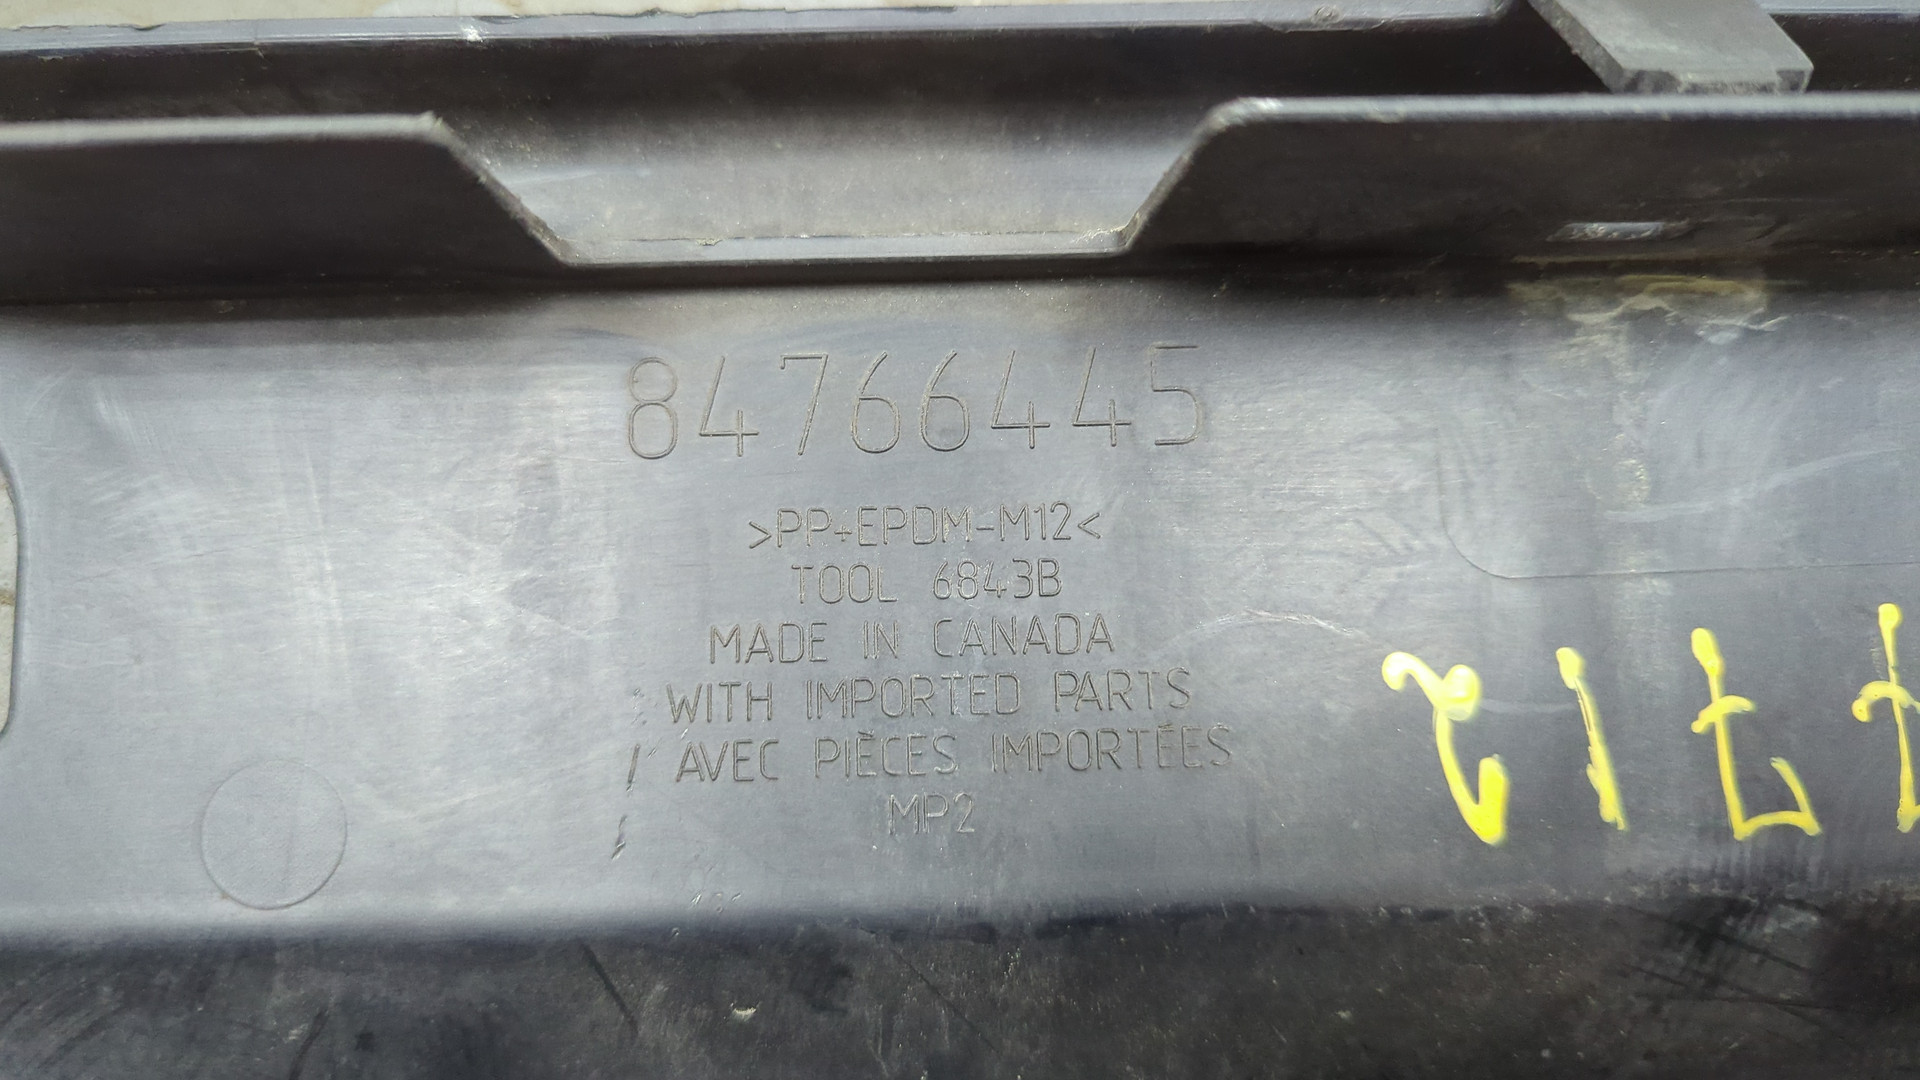 84766445
>PP+EPDM-M12<
TOOL 6843B
MADE IN CANADA
WITH IMPORTED PARTS
AVEC PIÈCES IMPORTÉES
MP2